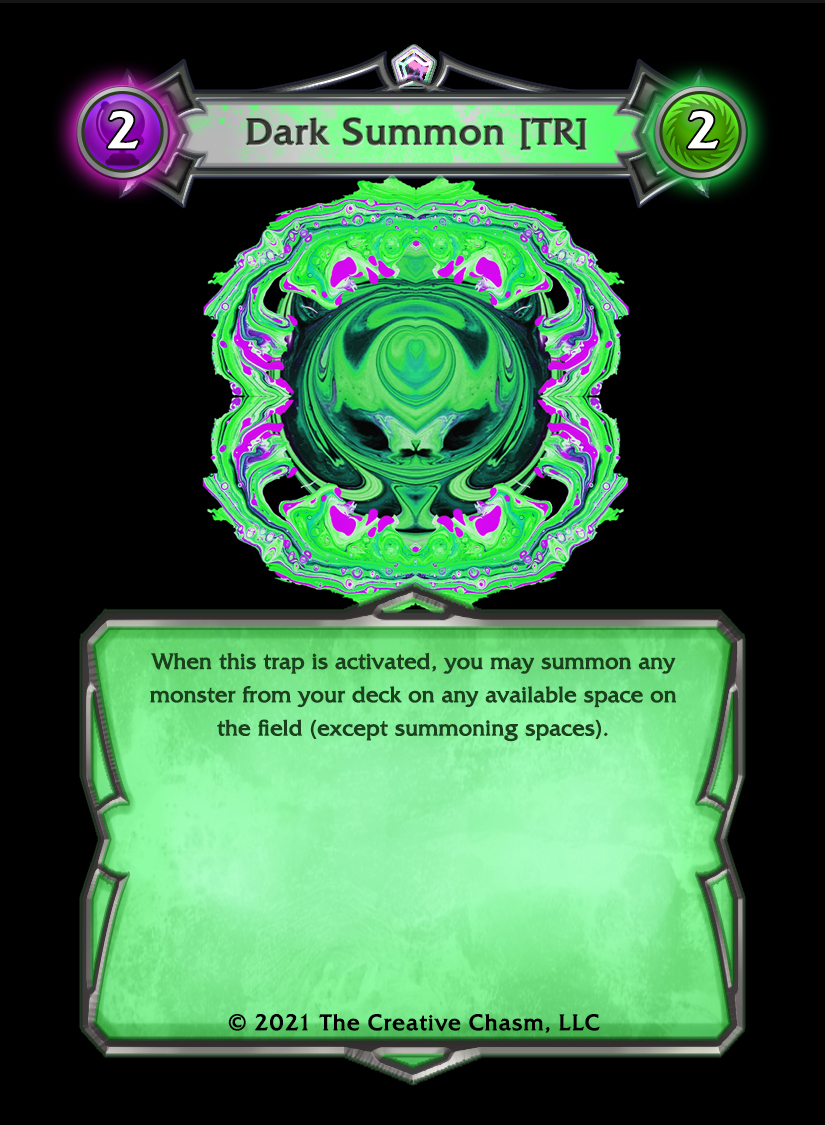 2
Dark Summon [TR]
2
When this trap is activated, you may summon any
monster from your deck on any available space on
the field (except summoning spaces).
© 2021 The Creative Chasm, LLC